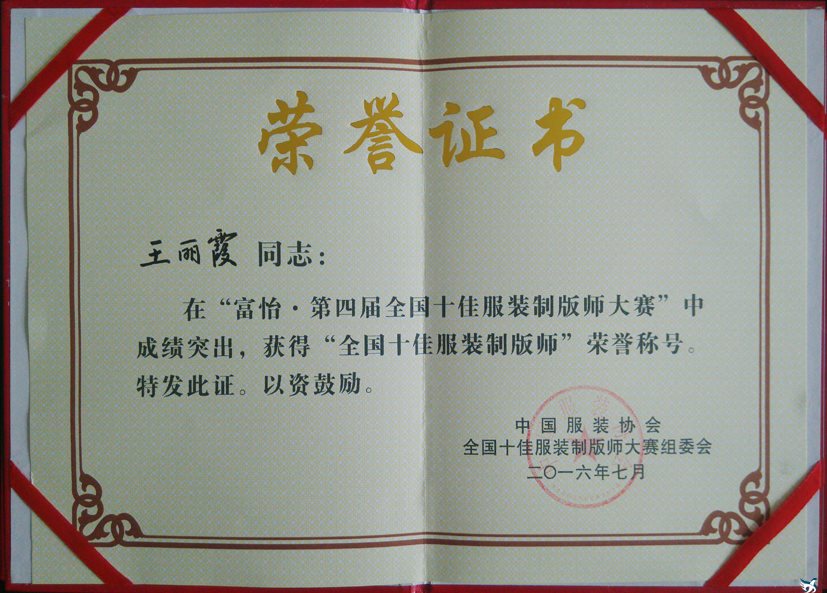 荣誉证书
王丽霞 同志：
在“富怡·第四届全国十佳服装制版师大赛”中
成绩突出，获得“全国十佳服装制版师”荣誉称号。
特发此证。以资鼓励。
中国服装协会
全国十佳服装制版师大赛组委会
二〇一六年七月